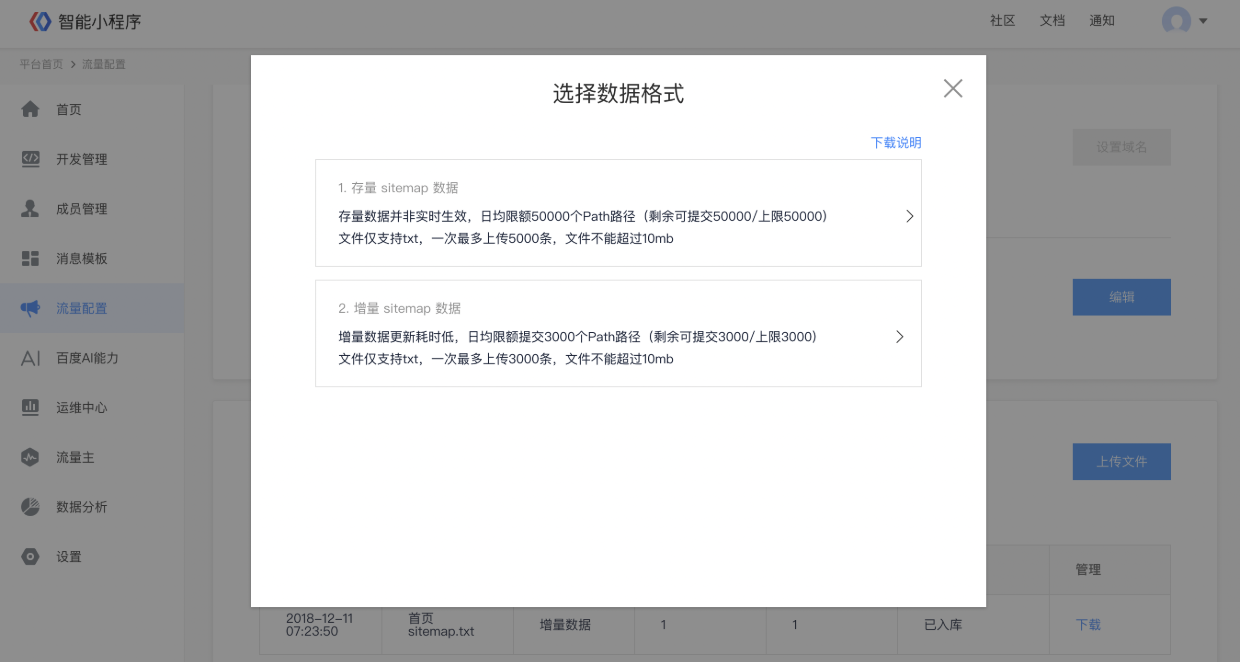 智能小程序
社区 文档 通知
平台首页 > 流量配置
首页
开发管理
成员管理
消息模板
流量配置
AI 百度AI能力
运维中心
流量主
数据分析
设置
选择数据格式
下载说明
1. 存量 sitemap 数据
存量数据并非实时生效，日均限额50000个Path路径（剩余可提交50000/上限50000）
文件仅支持txt，一次最多上传5000条，文件不能超过10mb
2. 增量 sitemap 数据
增量数据更新耗时低，日均限额提交3000个Path路径（剩余可提交3000/上限3000）
文件仅支持txt，一次最多上传3000条，文件不能超过10mb
设置域名
编辑
上传文件
管理
2018-12-11
07:23:50
首页
sitemap.txt
增量数据
1
1
已入库
下载